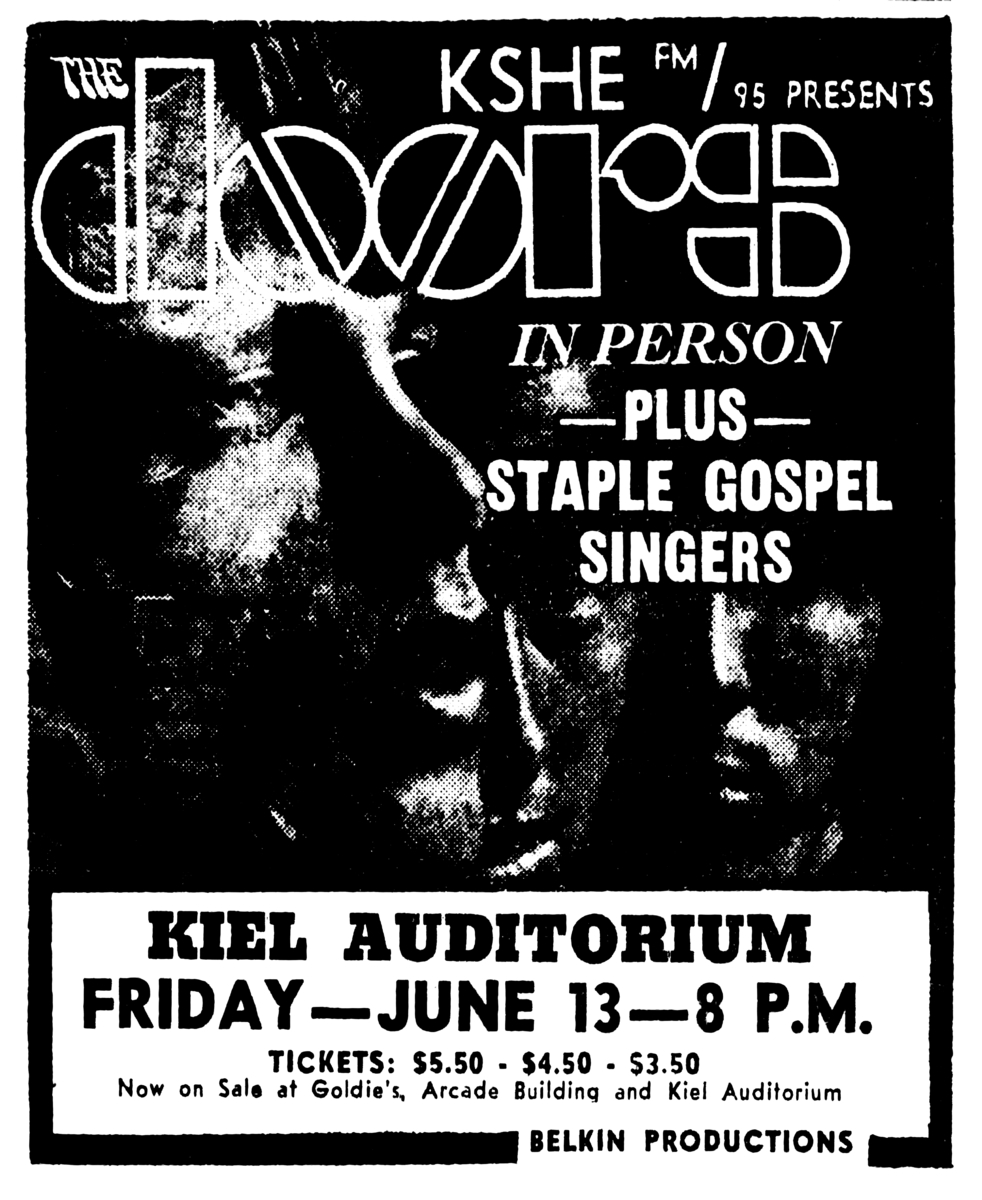 THE
KSHE FM/95 PRESENTS
doors
IN PERSON
—PLUS—
STAPLE GOSPEL
SINGERS
KIEL AUDITORIUM
FRIDAY—JUNE 13—8 P.M.
TICKETS: $5.50 - $4.50 - $3.50
Now on Sale at Goldie's, Arcade Building and Kiel Auditorium
BELKIN PRODUCTIONS